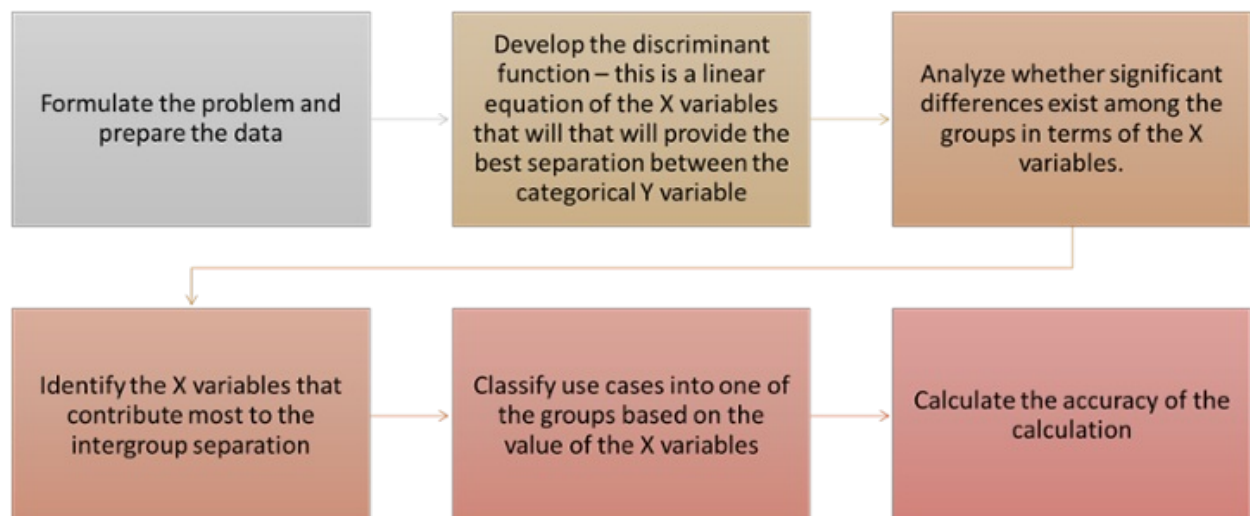 Formulate the problem and
prepare the data
Develop the discriminant
function – this is a linear
equation of the X variables
that will that will provide the
best separation between the
categorical Y variable
Analyze whether significant
differences exist among the
groups in terms of the X
variables.
Identify the X variables that
contribute most to the
intergroup separation
Classify use cases into one of
the groups based on the
value of the X variables
Calculate the accuracy of the
calculation